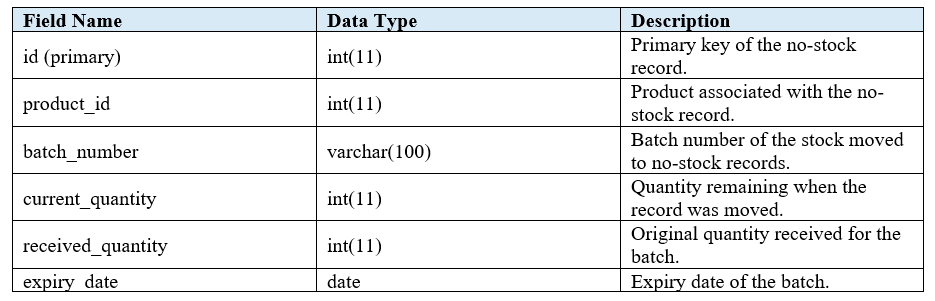 Field Name Data Type Description
id (primary) int(11) Primary key of the no-stock
record.
product_id int(11) Product associated with the no-
stock record.
batch_number varchar(100) Batch number of the stock moved
to no-stock records.
current_quantity int(11) Quantity remaining when the
record was moved.
received_quantity int(11) Original quantity received for the
batch.
expiry_date date Expiry date of the batch.